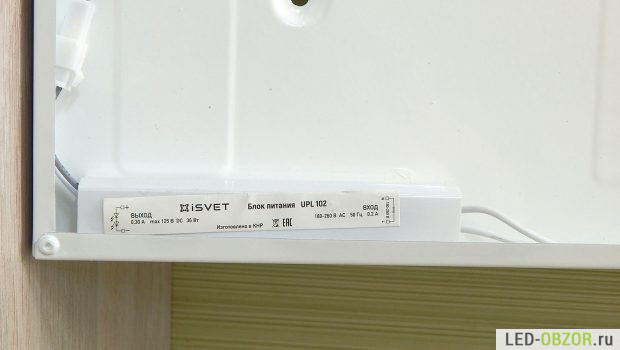 iSVET Блок питания UPL 102
ВЫХОД
0.30 А max 125 В DC 36 Вт
ВХОД
180-260 В AC 50 Гц 0.2 А
Изготовлено в КНР EAC
LED-OBZOR.ru